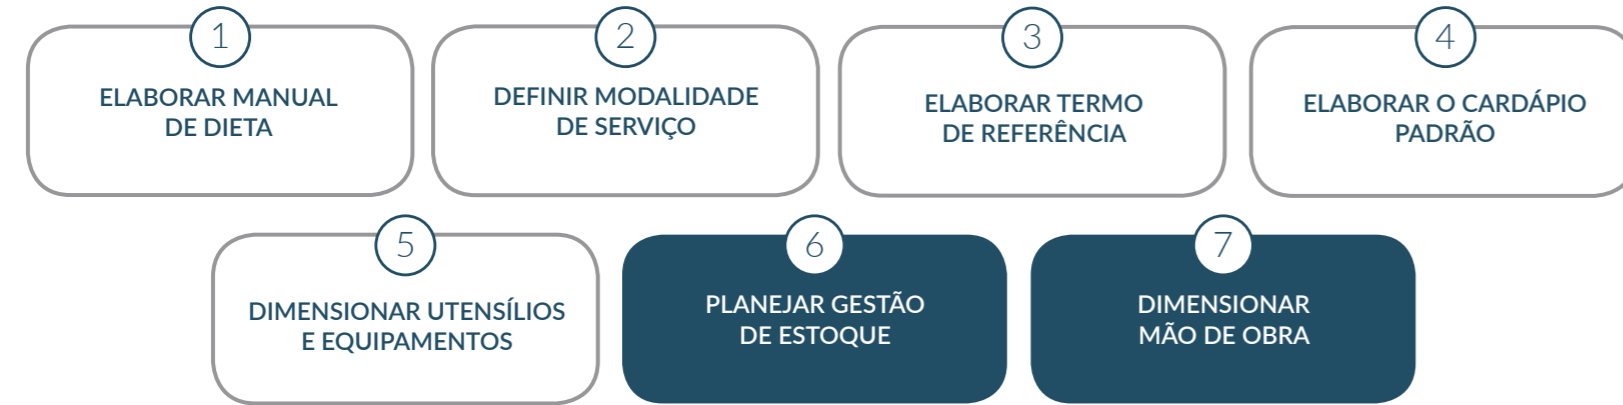 1
ELABORAR MANUAL
DE DIETA
2
DEFINIR MODALIDADE
DE SERVIÇO
3
ELABORAR TERMO
DE REFERÊNCIA
4
ELABORAR O CARDÁPIO
PADRÃO
5
DIMENSIONAR UTENSÍLIOS
E EQUIPAMENTOS
6
PLANEJAR GESTÃO
DE ESTOQUE
7
DIMENSIONAR
MÃO DE OBRA